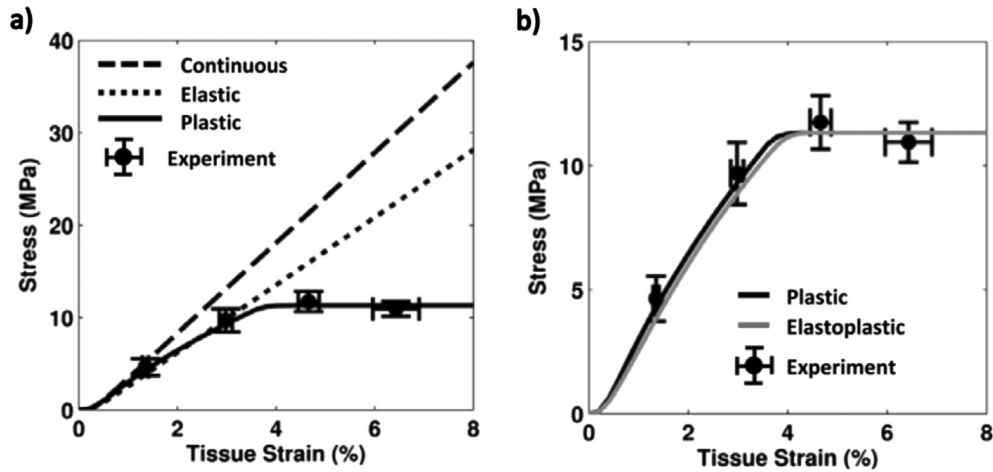 a)
40
30
20
10
0
Stress (MPa)
Continuous
Elastic
Plastic
Experiment
0 2 4 6 8
Tissue Strain (%)
b)
15
10
5
0
Stress (MPa)
Plastic
Elastoplastic
Experiment
0 2 4 6 8
Tissue Strain (%)